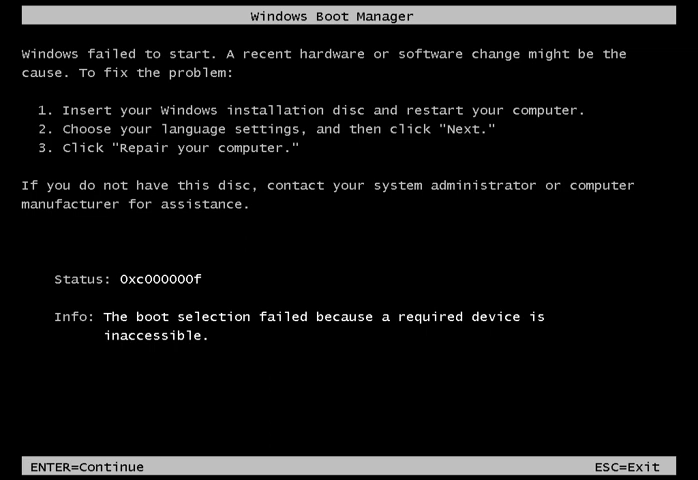 Windows Boot Manager
Windows failed to start. A recent hardware or software change might be the
cause. To fix the problem:
1. Insert your Windows installation disc and restart your computer.
2. Choose your language settings, and then click "Next."
3. Click "Repair your computer."
If you do not have this disc, contact your system administrator or computer
manufacturer for assistance.
Status: 0xc000000f
Info: The boot selection failed because a required device is
inaccessible.
ENTER=Continue ESC=Exit